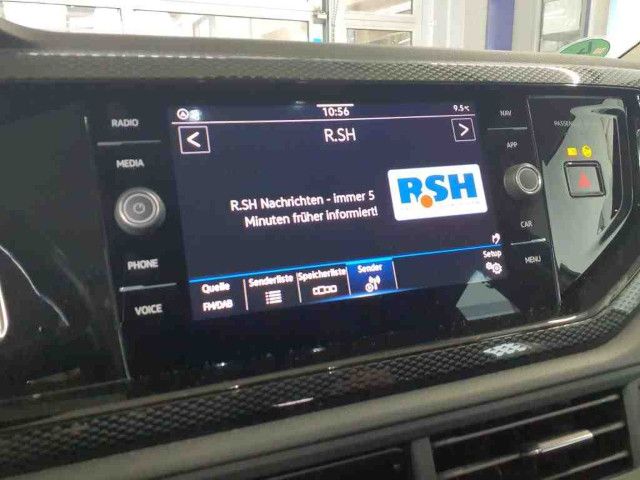 RADIO
MEDIA
PHONE
VOICE
10:56
9.5°C
R.SH
R.SH Nachrichten - immer 5
Minuten früher informiert!
R.SH
Quelle
FM/DAB
Senderliste
Speicherliste
Sender
Setup
NAV
APP
CAR
MENU